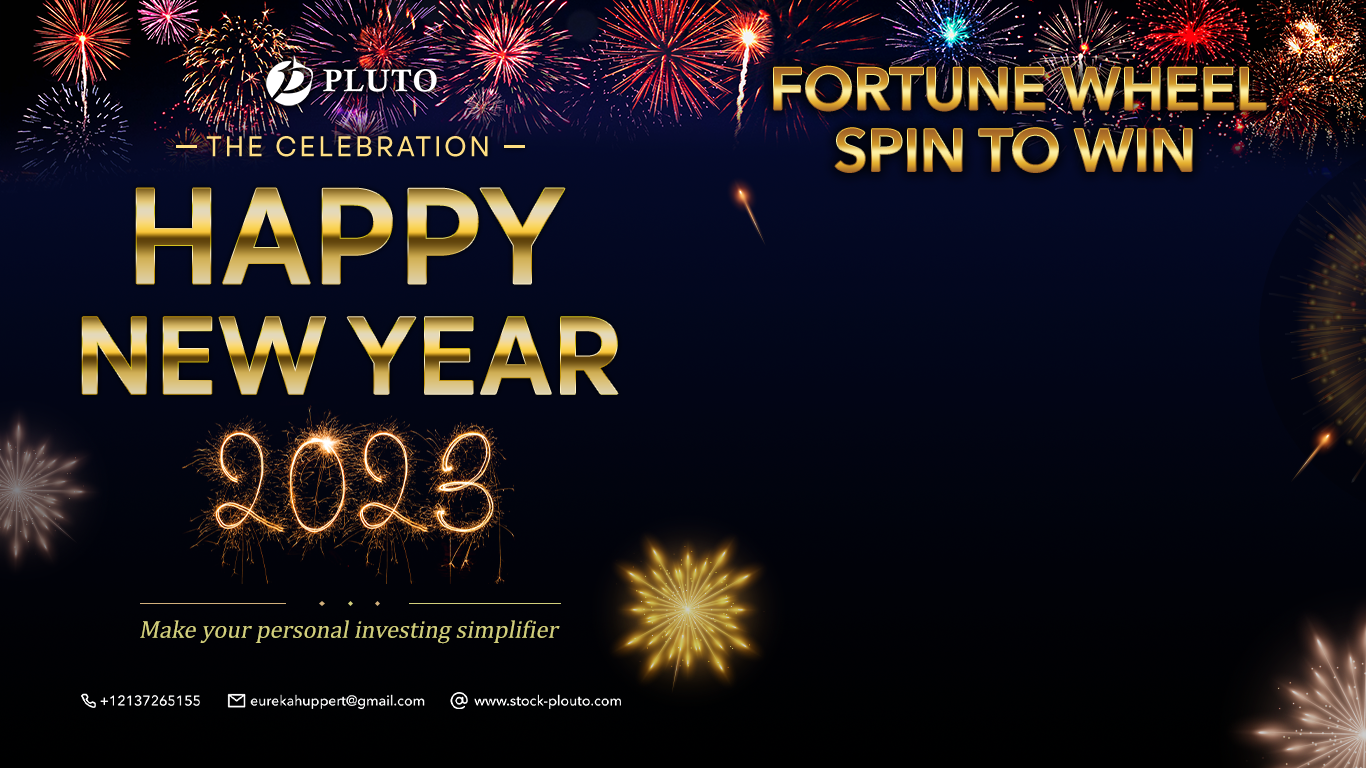 PLUTO
THE CELEBRATION
HAPPY
NEW YEAR
2023
Make your personal investing simplifier
+12137265155
eurekahuppert@gmail.com
www.stock-plouto.com
FORTUNE WHEEL
SPIN TO WIN